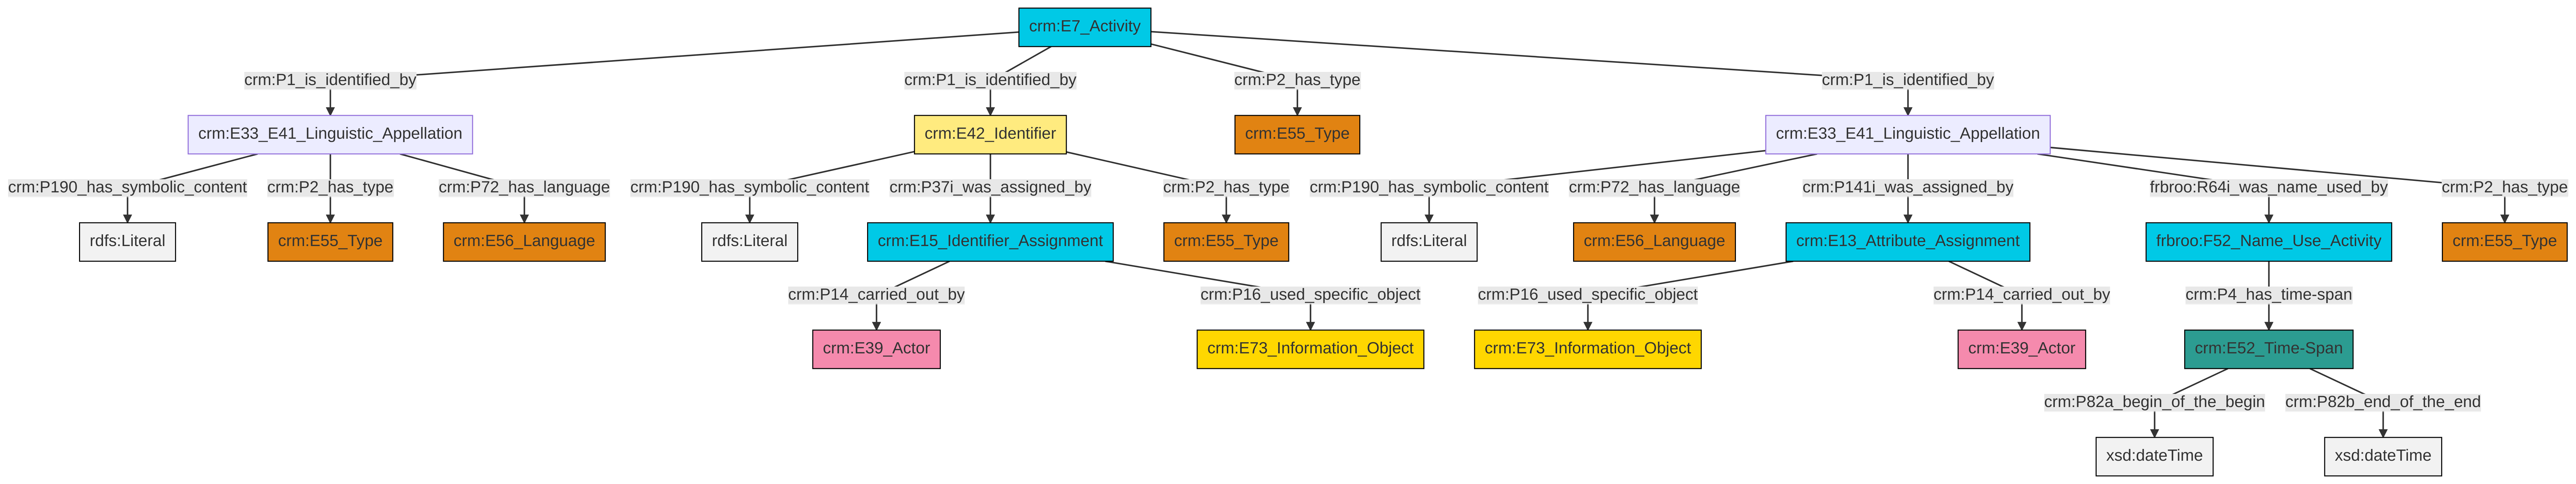 crm:E7_Activity
crm:P1_is_identified_by
crm:P1_is_identified_by
crm:P2_has_type
crm:P1_is_identified_by
crm:E33_E41_Linguistic_Appellation
crm:E42_Identifier
crm:E55_Type
crm:E33_E41_Linguistic_Appellation
crm:P190_has_symbolic_content
crm:P2_has_type
crm:P72_has_language
crm:P190_has_symbolic_content
crm:P37i_was_assigned_by
crm:P2_has_type
crm:P190_has_symbolic_content
crm:P72_has_language
crm:P141i_was_assigned_by
frbroo:R64i_was_name_used_by
crm:P2_has_type
rdfs:Literal
crm:E55_Type
crm:E56_Language
rdfs:Literal
crm:E15_Identifier_Assignment
crm:E55_Type
rdfs:Literal
crm:E56_Language
crm:E13_Attribute_Assignment
frbroo:F52_Name_Use_Activity
crm:E55_Type
crm:P14_carried_out_by
crm:P16_used_specific_object
crm:P16_used_specific_object
crm:P14_carried_out_by
crm:P4_has_time-span
crm:E39_Actor
crm:E73_Information_Object
crm:E73_Information_Object
crm:E39_Actor
crm:E52_Time-Span
crm:P82a_begin_of_the_begin
crm:P82b_end_of_the_end
xsd:dateTime
xsd:dateTime